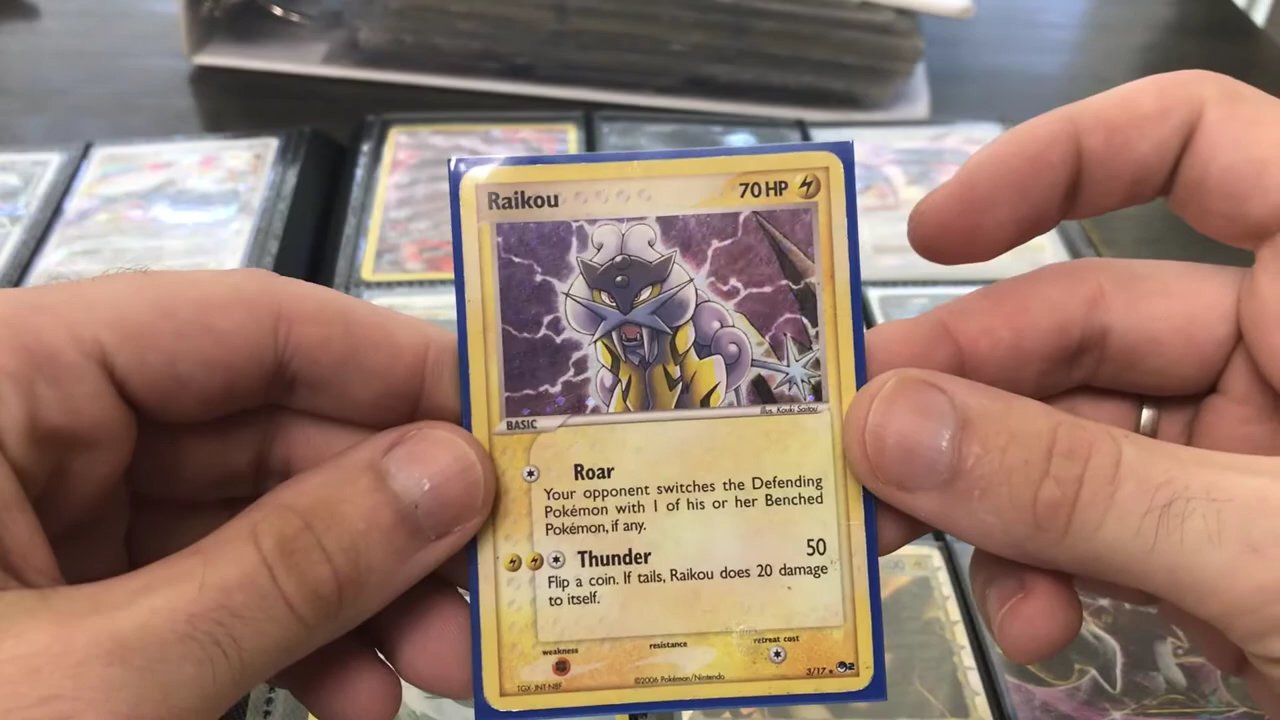 Raikou 70 HP
Illus. Kouki Saitou
BASIC
Roar
Your opponent switches the Defending
Pokémon with 1 of his or her Benched
Pokémon, if any.
Thunder 50
Flip a coin. If tails, Raikou does 20 damage
to itself.
weakness resistance retreat cost
©2006 Pokémon/Nintendo 3/17